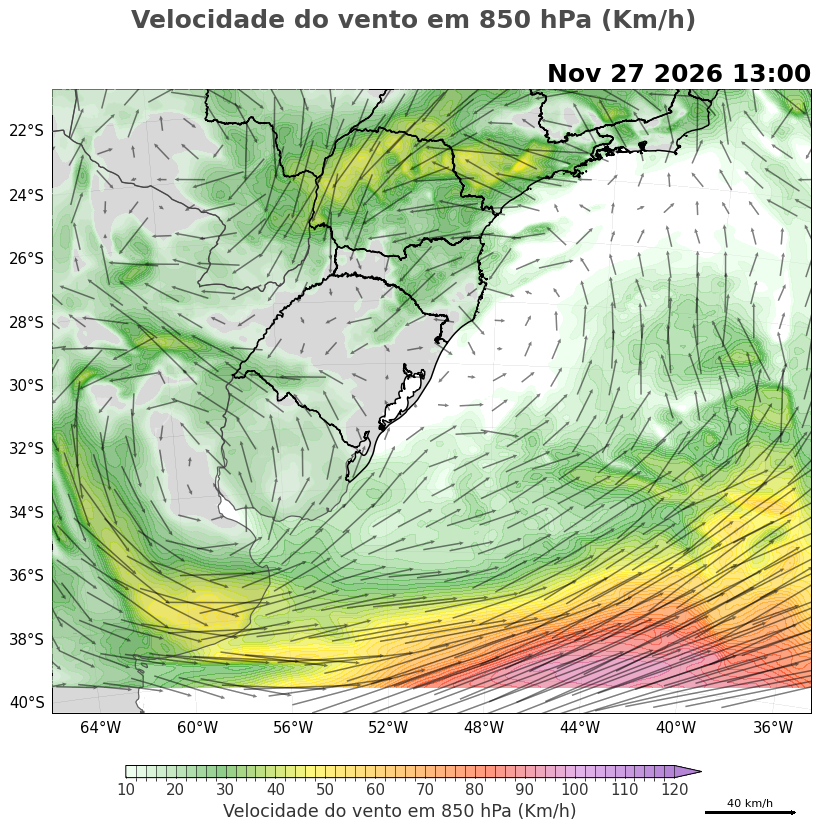 Velocidade do vento em 850 hPa (Km/h)
Nov 27 2026 13:00
22°S
24°S
26°S
28°S
30°S
32°S
34°S
36°S
38°S
40°S
64°W 60°W 56°W 52°W 48°W 44°W 40°W 36°W
10 20 30 40 50 60 70 80 90 100 110 120
Velocidade do vento em 850 hPa (Km/h)
40 km/h